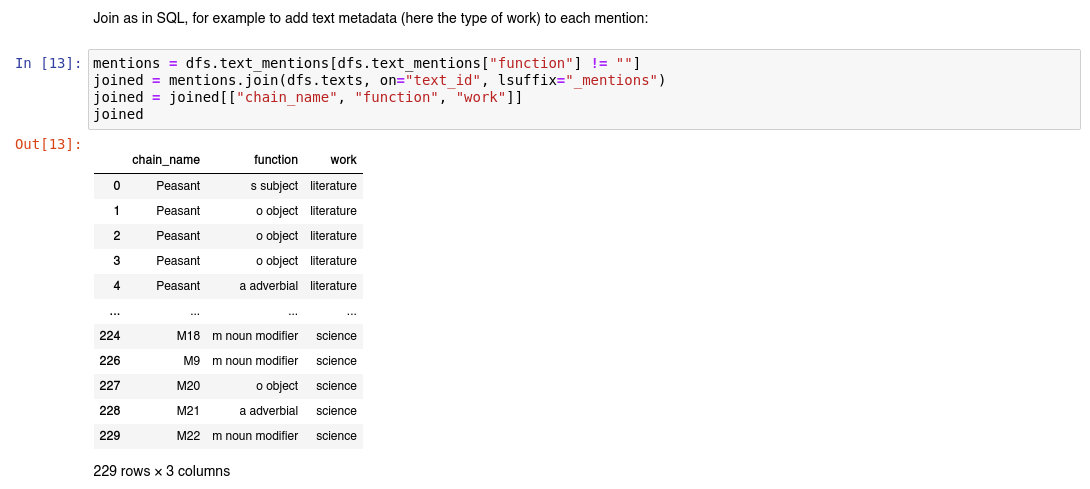 Join as in SQL, for example to add text metadata (here the type of work) to each mention:
In [13]: mentions = dfs.text_mentions[dfs.text_mentions["function"] != ""]
joined = mentions.join(dfs.texts, on="text_id", lsuffix="_mentions")
joined = joined[["chain_name", "function", "work"]]
joined
Out[13]:
chain_name function work
0 Peasant s subject literature
1 Peasant o object literature
2 Peasant o object literature
3 Peasant o object literature
4 Peasant a adverbial literature
... ... ... ...
224 M18 m noun modifier science
226 M9 m noun modifier science
227 M20 o object science
228 M21 a adverbial science
229 M22 m noun modifier science
229 rows × 3 columns